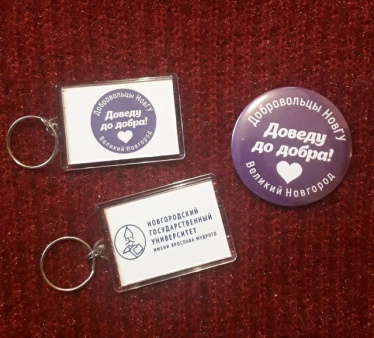 Добровольцы НовГУ
Доведу
до добра!
Великий Новгород
Добровольцы НовГУ
Доведу
до добра!
Великий Новгород
НОВГОРОДСКИЙ
ГОСУДАРСТВЕННЫЙ
УНИВЕРСИТЕТ
ИМЕНИ ЯРОСЛАВА МУДРОГО